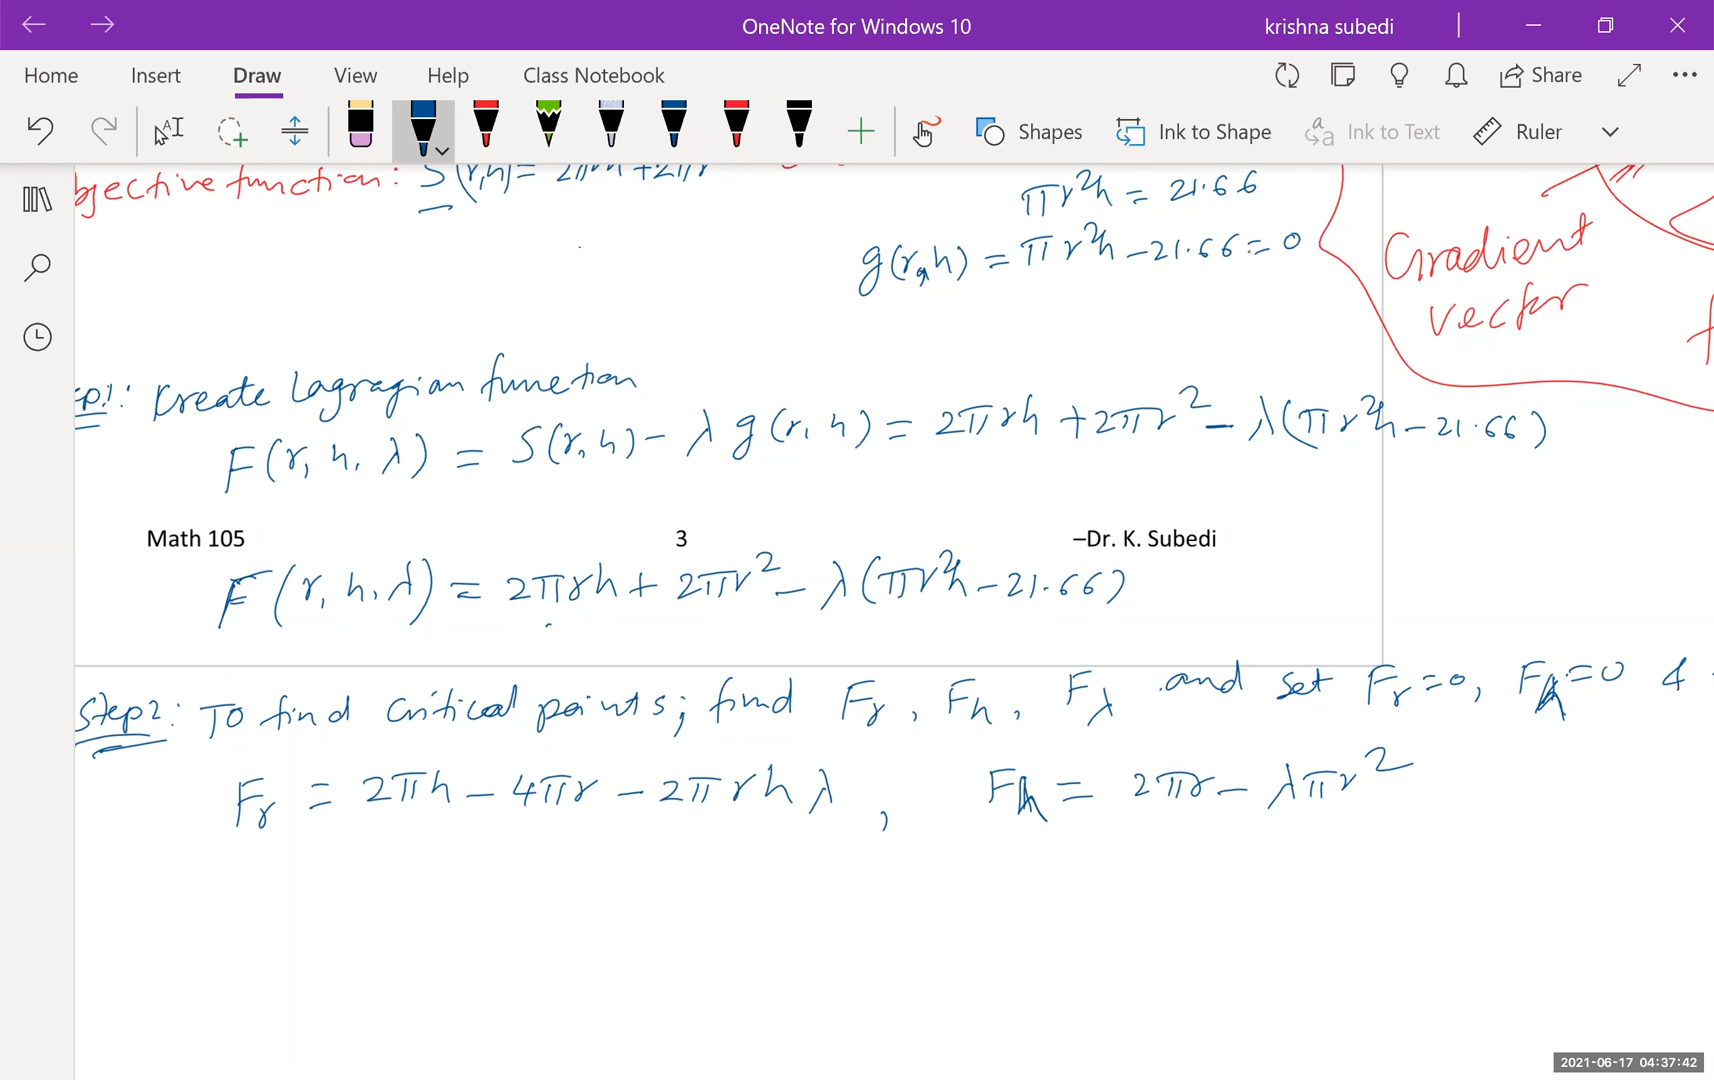 OneNote for Windows 10
krishna subedi
Home Insert Draw View Help Class Notebook
Share
Shapes Ink to Shape Ink to Text Ruler
bjective function: S(r,h) = 2πrh + 2πr
πr²h = 21.66
g(r,h) = πr²h - 21.66 = 0
Gradient
vector
ep1: Create Lagragian function
F(r, h, λ) = S(r,h) - λ g(r, h) = 2πrh + 2πr² - λ(πr²h - 21.66)
Math 105 3 –Dr. K. Subedi
F(r, h, λ) = 2πrh + 2πr² - λ(πr²h - 21.66)
Step2: To find critical points; find Fr, Fh, Fλ and set Fr=0, Fh=0 &
Fr = 2πh - 4πr - 2πrhλ, Fh = 2πr - λπr²
2021-06-17 04:37:42